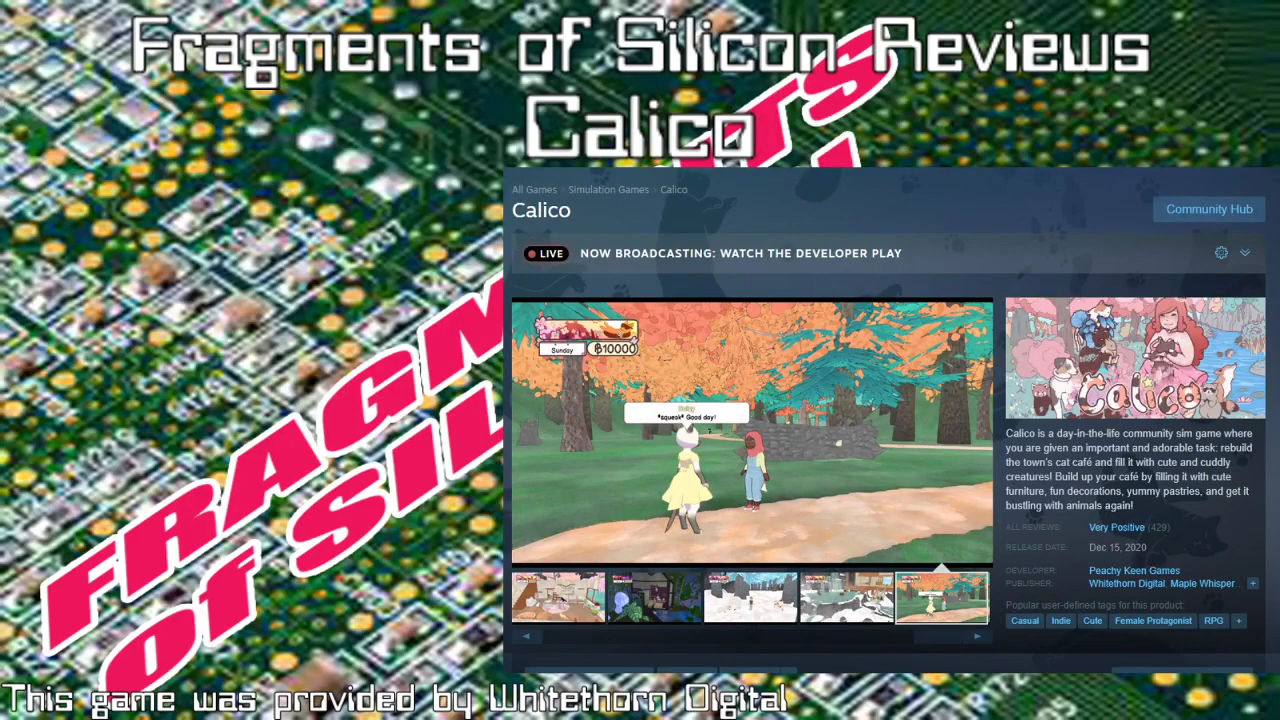 Fragments of Silicon Reviews
Calico
FRAGM
OF SIL
TS
All Games > Simulation Games > Calico
Calico
Community Hub
LIVE
NOW BROADCASTING: WATCH THE DEVELOPER PLAY
Sunday
฿10000
*squeak* Good day!
Calico
Calico is a day-in-the-life community sim game where
you are given an important and adorable task: rebuild
the town's cat café and fill it with cute and cuddly
creatures! Build up your café by filling it with cute
furniture, fun decorations, yummy pastries, and get it
bustling with animals again!
ALL REVIEWS: Very Positive (429)
RELEASE DATE: Dec 15, 2020
DEVELOPER: Peachy Keen Games
PUBLISHER: Whitethorn Digital, Maple Whisper... +
Popular user-defined tags for this product:
Casual Indie Cute Female Protagonist RPG +
This game was provided by Whitethorn Digital